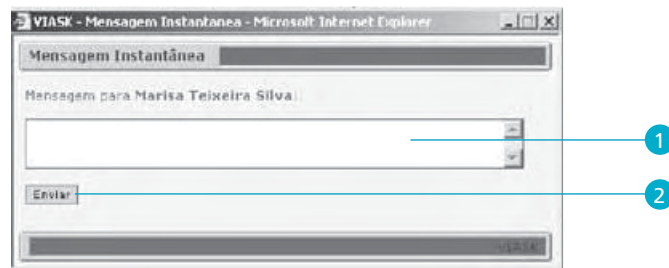 VIASK - Mensagem Instantanea - Microsoft Internet Explorer
Mensagem Instantânea
Mensagem para Marisa Teixeira Silva:
1
Enviar
2
VIASK